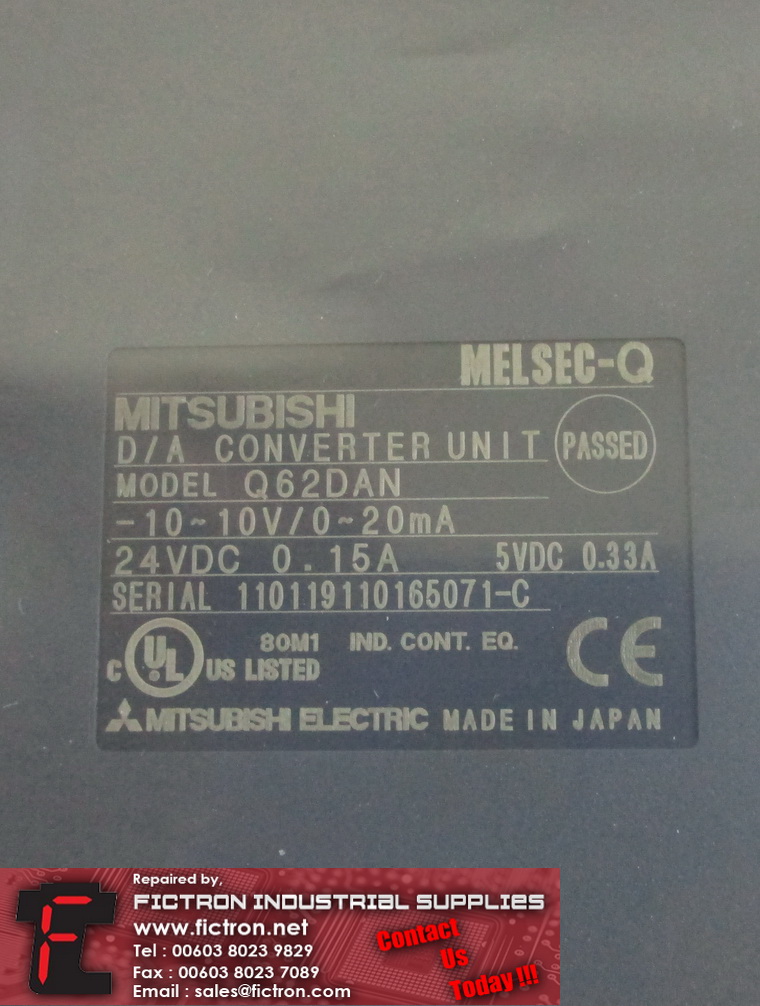 MELSEC-Q
MITSUBISHI
D/A CONVERTER UNIT
PASSED
MODEL Q62DAN
-10~10V/0~20mA
24VDC 0.15A 5VDC 0.33A
SERIAL 110119110165071-C
C UL US LISTED
80M1 IND. CONT. EQ.
CE
MITSUBISHI ELECTRIC MADE IN JAPAN
Repaired by,
FICTRON INDUSTRIAL SUPPLIES
www.fictron.net
Tel : 00603 8023 9829
Fax : 00603 8023 7089
Email : sales@fictron.com
Contact
Us
Today !!!